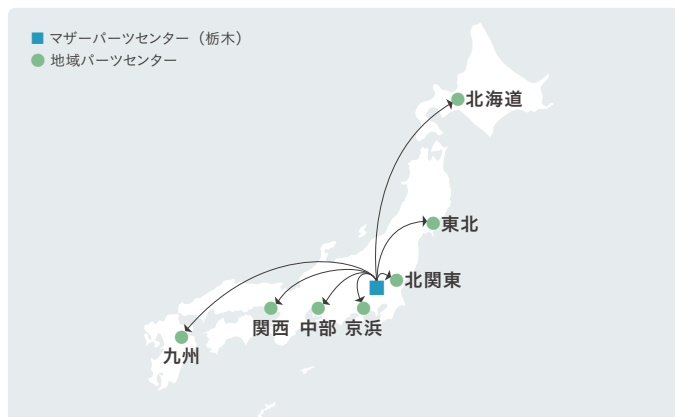 マザーパーツセンター（栃木）
地域パーツセンター
北海道
東北
北関東
関西
中部
京浜
九州